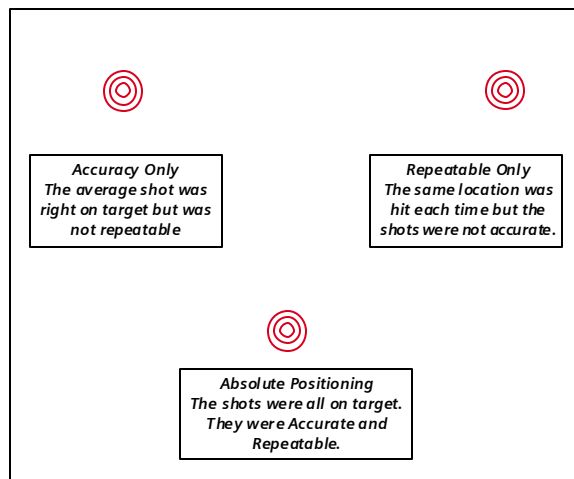 Accuracy Only
The average shot was
right on target but was
not repeatable
Repeatable Only
The same location was
hit each time but the
shots were not accurate.
Absolute Positioning
The shots were all on target.
They were Accurate and
Repeatable.